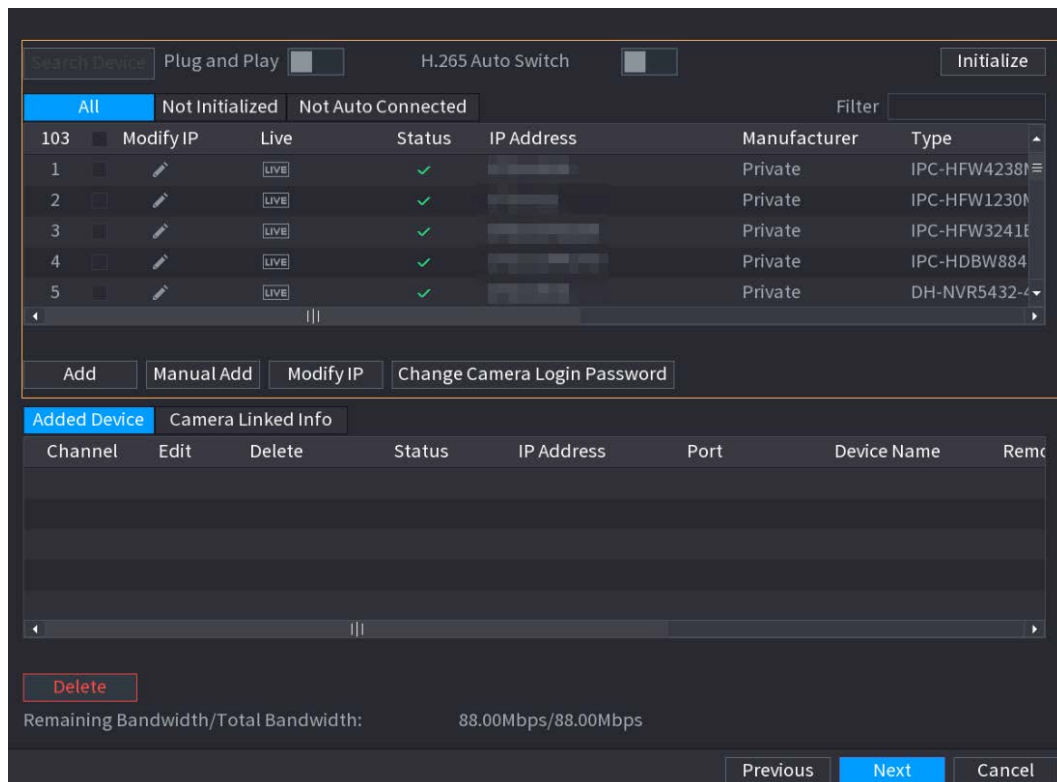 Search Device Plug and Play H.265 Auto Switch Initialize
All Not Initialized Not Auto Connected Filter
103 Modify IP Live Status IP Address Manufacturer Type
1 LIVE Private IPC-HFW4238
2 LIVE Private IPC-HFW1230
3 LIVE Private IPC-HFW3241
4 LIVE Private IPC-HDBW884
5 LIVE Private DH-NVR5432-
Add Manual Add Modify IP Change Camera Login Password
Added Device Camera Linked Info
Channel Edit Delete Status IP Address Port Device Name Remo
Delete
Remaining Bandwidth/Total Bandwidth: 88.00Mbps/88.00Mbps
Previous Next Cancel